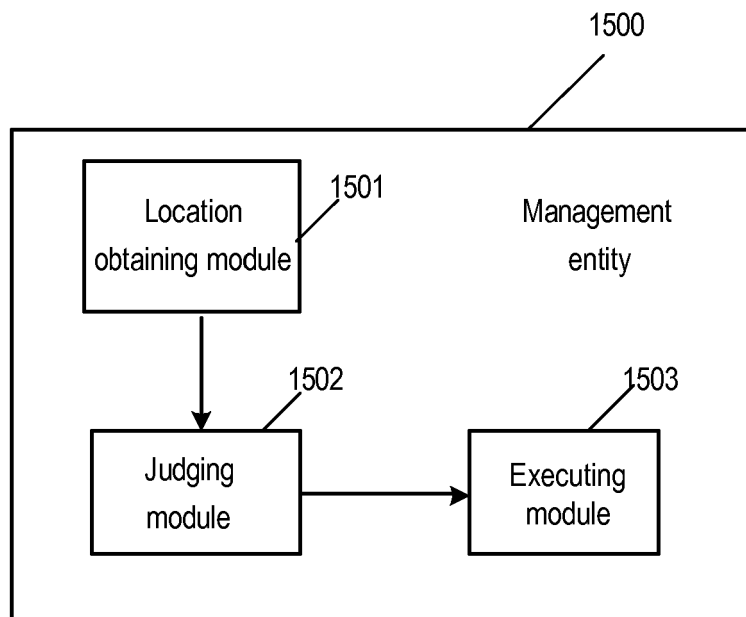 1500
Location
obtaining module
1501
Management
entity
1502
Judging
module
1503
Executing
module